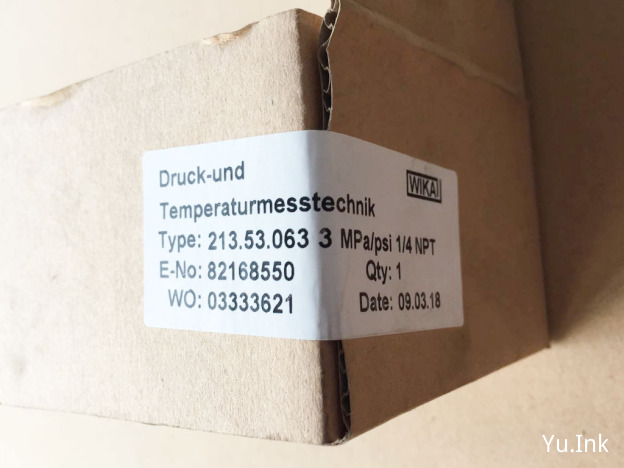 Druck-und
WIKAI
Temperaturmesstechnik
Type: 213.53.063 3 MPa/psi 1/4 NPT
E-No: 82168550 Qty: 1
WO: 03333621 Date: 09.03.18
Yu.Ink